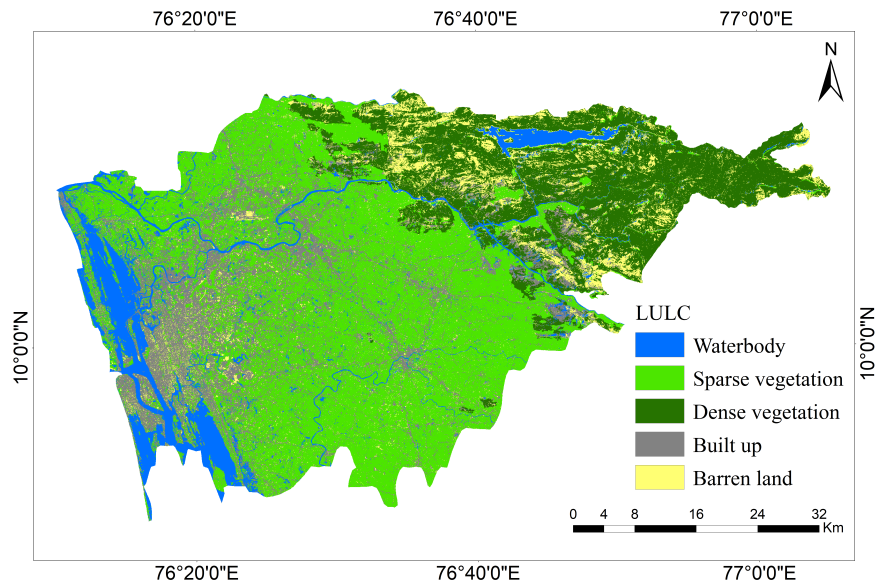 76°20'0"E 76°40'0"E 77°0'0"E
N
10°0'0"N
10°0'0"N
LULC
Waterbody
Sparse vegetation
Dense vegetation
Built up
Barren land
0 4 8 16 24 32
Km
76°20'0"E 76°40'0"E 77°0'0"E